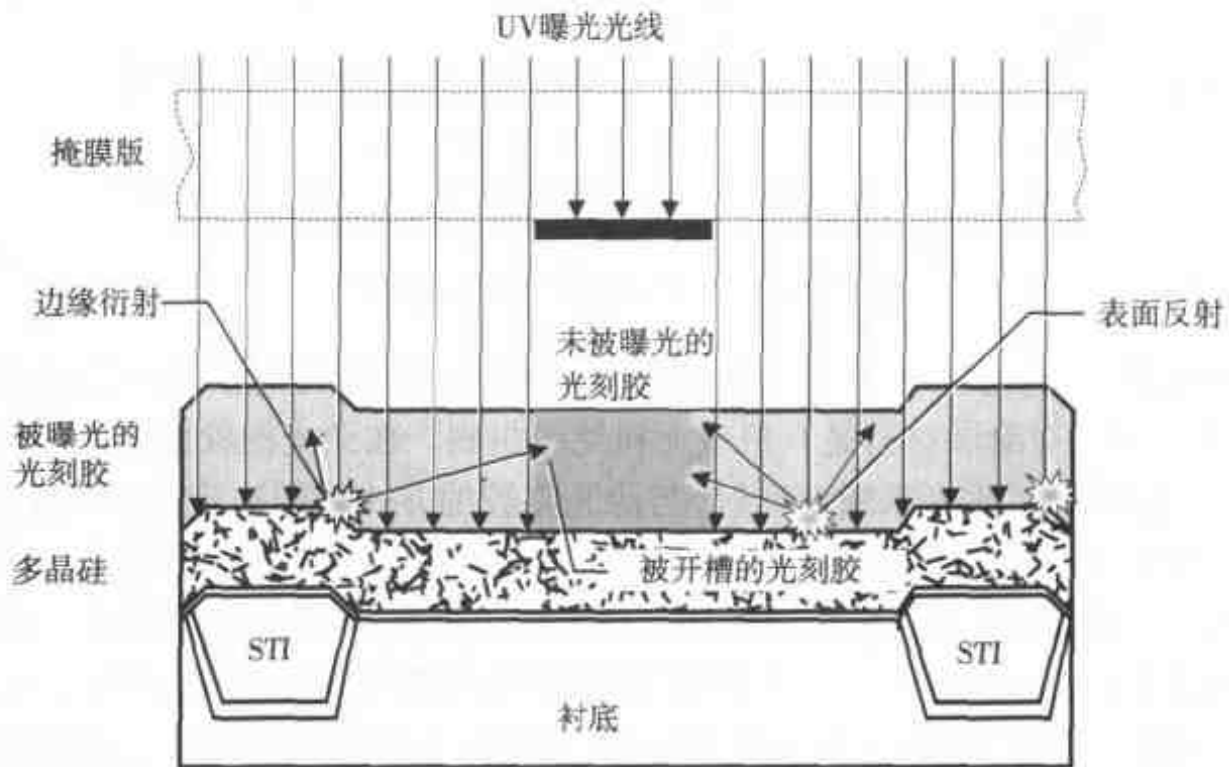 UV曝光光线
掩膜版
边缘衍射
表面反射
未被曝光的
光刻胶
被曝光的
光刻胶
多晶硅
被开槽的光刻胶
STI
STI
衬底